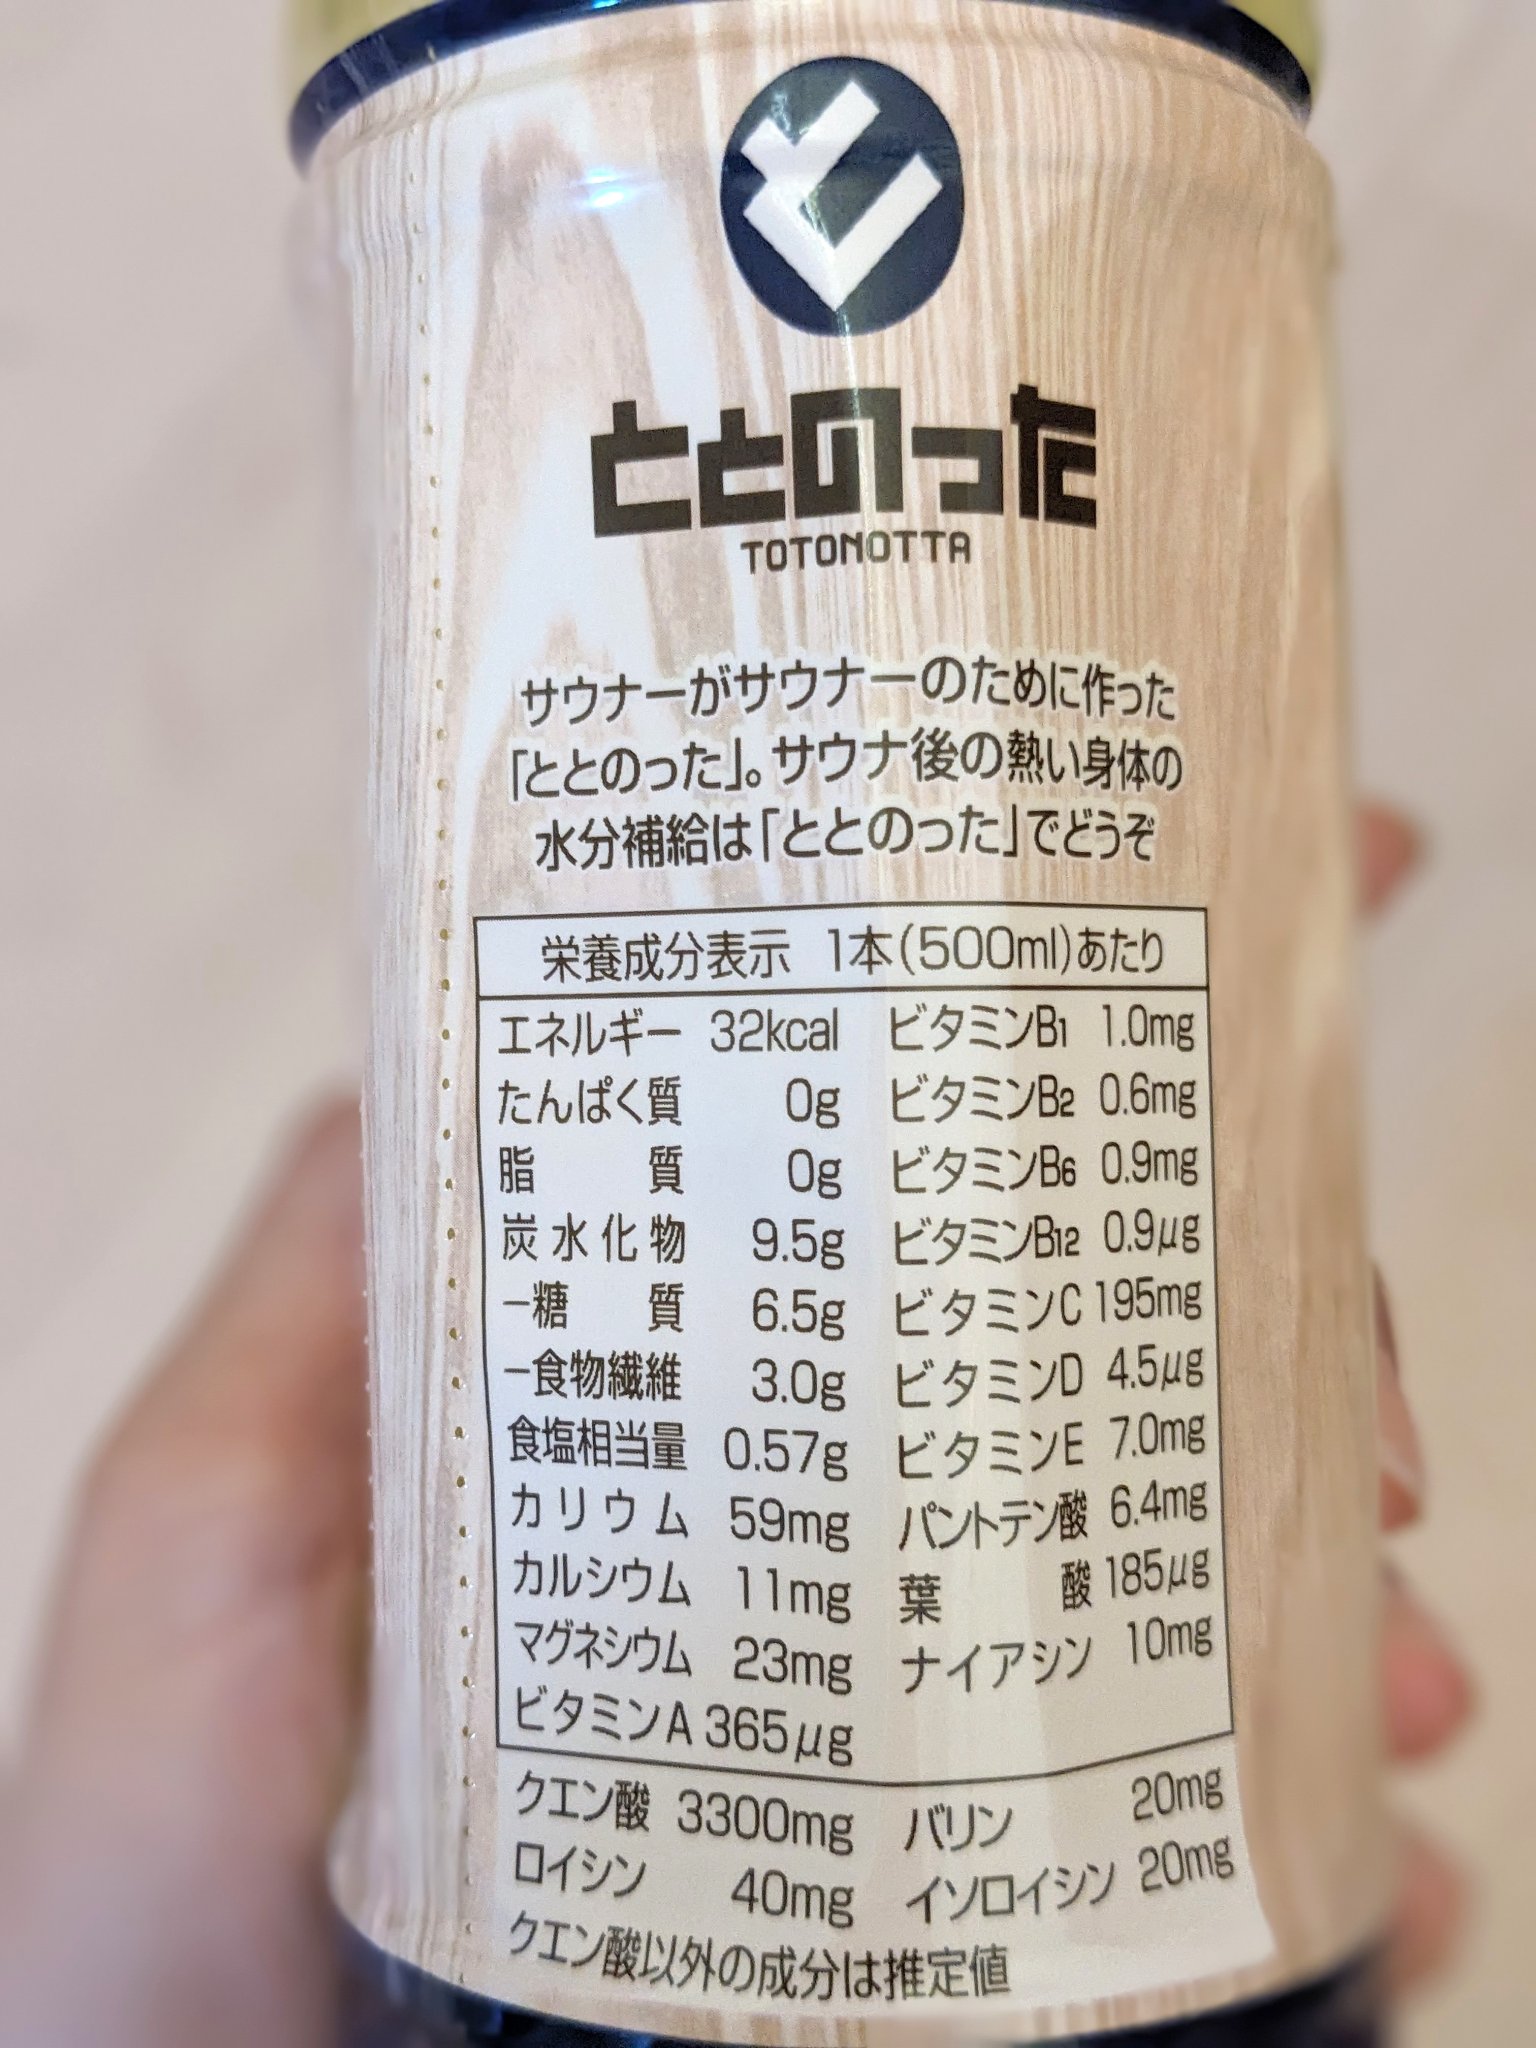 と
ととのった
TOTONOTTA
サウナーがサウナーのために作った
「ととのった」。サウナ後の熱い身体の
水分補給は「ととのった」でどうぞ
栄養成分表示 1本(500ml)あたり
エネルギー 32kcal
たんぱく質 0g
脂質 0g
炭水化物 9.5g
－糖質 6.5g
－食物繊維 3.0g
食塩相当量 0.57g
カリウム 59mg
カルシウム 11mg
マグネシウム 23mg
ビタミンA 365μg
ビタミンB1 1.0mg
ビタミンB2 0.6mg
ビタミンB6 0.9mg
ビタミンB12 0.9μg
ビタミンC 195mg
ビタミンD 4.5μg
ビタミンE 7.0mg
パントテン酸 6.4mg
葉酸 185μg
ナイアシン 10mg
クエン酸 3300mg バリン 20mg
ロイシン 40mg イソロイシン 20mg
クエン酸以外の成分は推定値